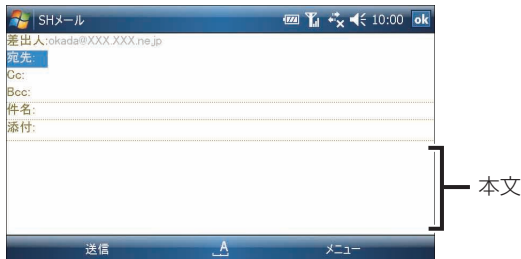 SHメール 10:00 ok
差出人:okada@XXX.XXX.ne.jp
宛先:
Cc:
Bcc:
件名:
添付:
本文
送信 A メニュー